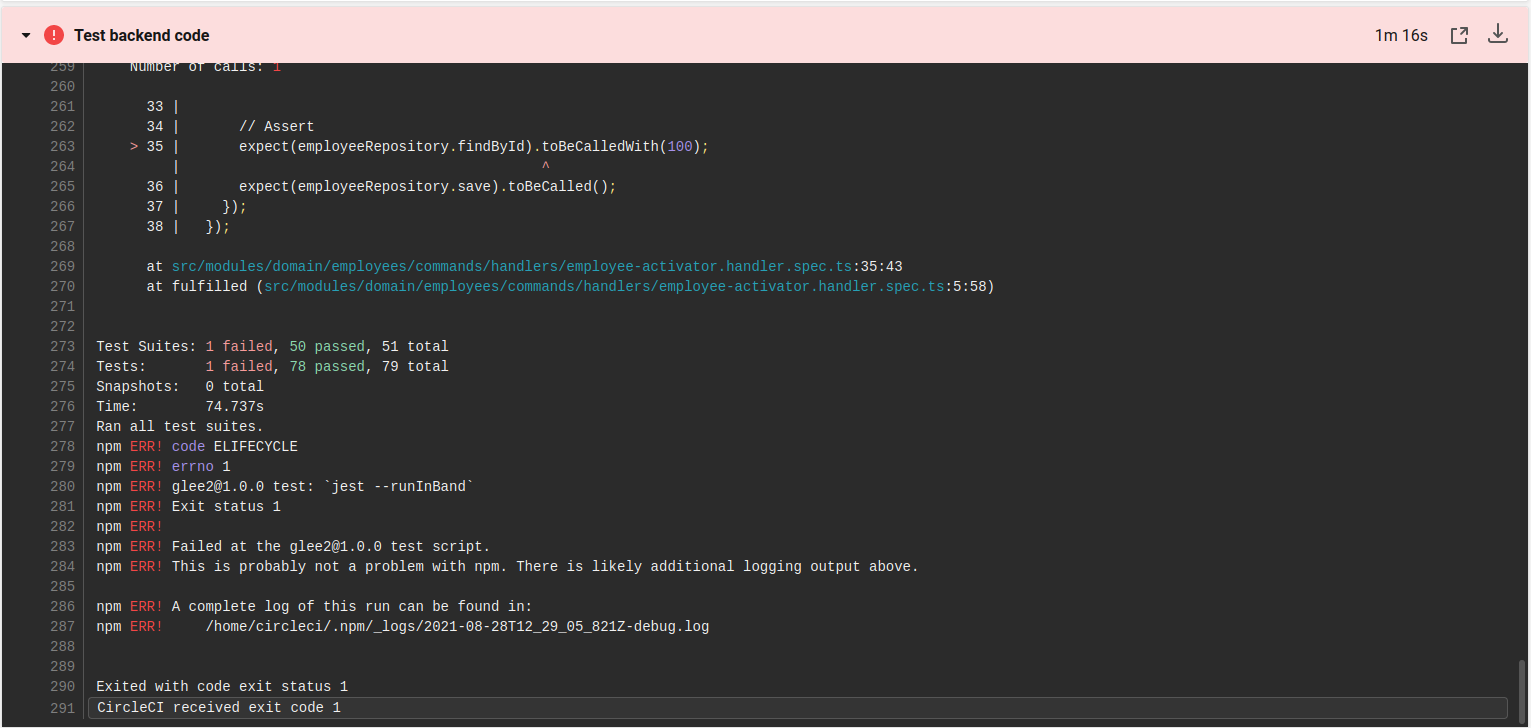 Test backend code
1m 16s
259 Number of calls: 1
260
261 33 |
262 34 | // Assert
263 > 35 | expect(employeeRepository.findById).toBeCalledWith(100);
264 | ^
265 36 | expect(employeeRepository.save).toBeCalled();
266 37 | });
267 38 | });
268
269 at src/modules/domain/employees/commands/handlers/employee-activator.handler.spec.ts:35:43
270 at fulfilled (src/modules/domain/employees/commands/handlers/employee-activator.handler.spec.ts:5:58)
271
272
273 Test Suites: 1 failed, 50 passed, 51 total
274 Tests: 1 failed, 78 passed, 79 total
275 Snapshots: 0 total
276 Time: 74.737s
277 Ran all test suites.
278 npm ERR! code ELIFECYCLE
279 npm ERR! errno 1
280 npm ERR! glee2@1.0.0 test: `jest --runInBand`
281 npm ERR! Exit status 1
282 npm ERR!
283 npm ERR! Failed at the glee2@1.0.0 test script.
284 npm ERR! This is probably not a problem with npm. There is likely additional logging output above.
285
286 npm ERR! A complete log of this run can be found in:
287 npm ERR! /home/circleci/.npm/_logs/2021-08-28T12_29_05_821Z-debug.log
288
289
290 Exited with code exit status 1
291 CircleCI received exit code 1